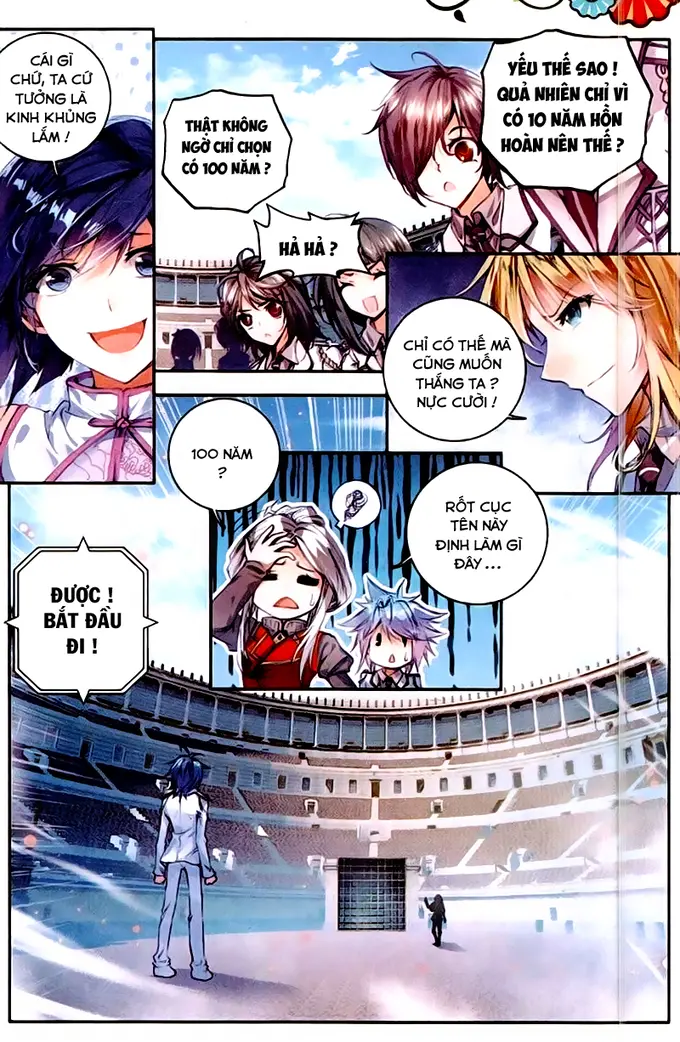 CÁI GÌ
CHỨ, TA CỨ
TƯỞNG LÀ
KINH KHỦNG
LẮM !
THẬT KHÔNG
NGỜ CHỈ CHỌN
CÓ 100 NĂM ?
YẾU THẾ SAO !
QUẢ NHIÊN CHỈ VÌ
CÓ 10 NĂM HỒN
HOÀN NÊN THẾ ?
HẢ HẢ ?
CHỈ CÓ THẾ MÀ
CŨNG MUỐN
THẮNG TA ?
NỰC CƯỜI !
100 NĂM
?
RỐT CỤC
TÊN NÀY
ĐỊNH LÀM GÌ
ĐÂY ...
ĐƯỢC !
BẮT ĐẦU
ĐI !